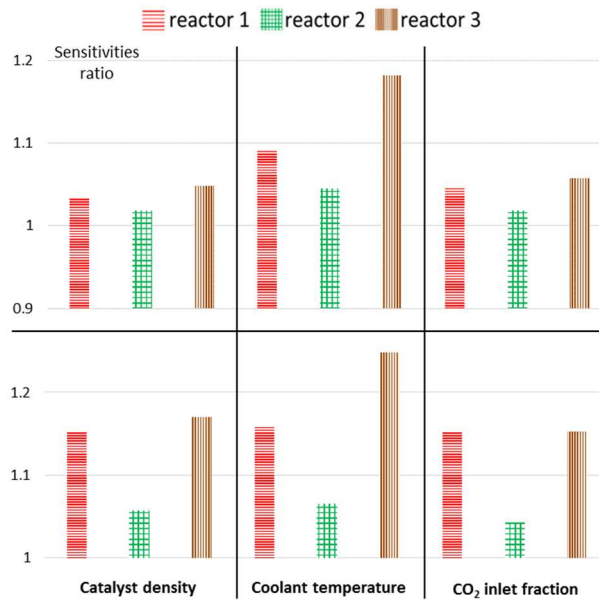 reactor 1 reactor 2 reactor 3
Sensitivities
ratio
1.2
1.1
1
0.9
1.2
1.1
1
Catalyst density Coolant temperature CO₂ inlet fraction